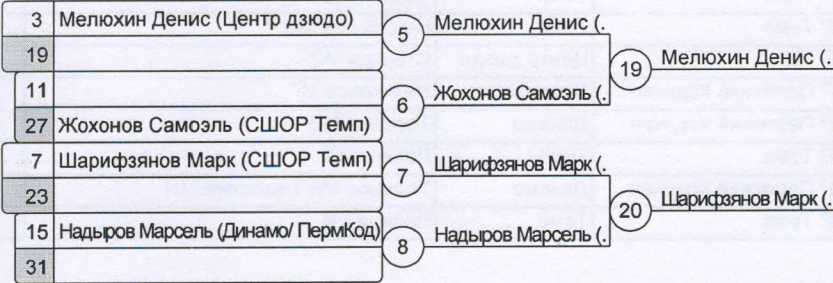 3 Мелюхин Денис (Центр дзюдо)
5 Мелюхин Денис (.
19
19 Мелюхин Денис (.
11
6 Жохонов Самоэль (.
27 Жохонов Самоэль (СШОР Темп)
7 Шарифзянов Марк (СШОР Темп)
7 Шарифзянов Марк (.
23
20 Шарифзянов Марк (.
15 Надыров Марсель (Динамо/ ПермКод)
8 Надыров Марсель (.
31